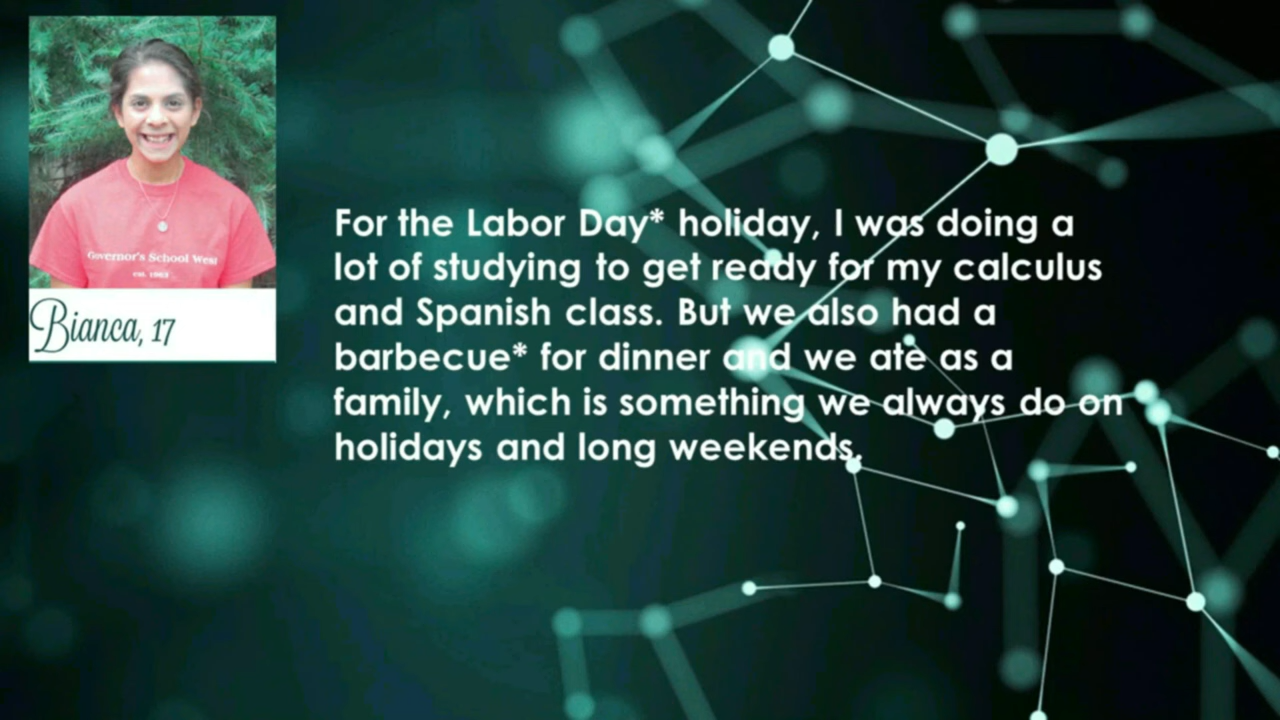 Governor's School West
est. 1963
Bianca, 17
For the Labor Day* holiday, I was doing a
lot of studying to get ready for my calculus
and Spanish class. But we also had a
barbecue* for dinner and we ate as a
family, which is something we always do on
holidays and long weekends.